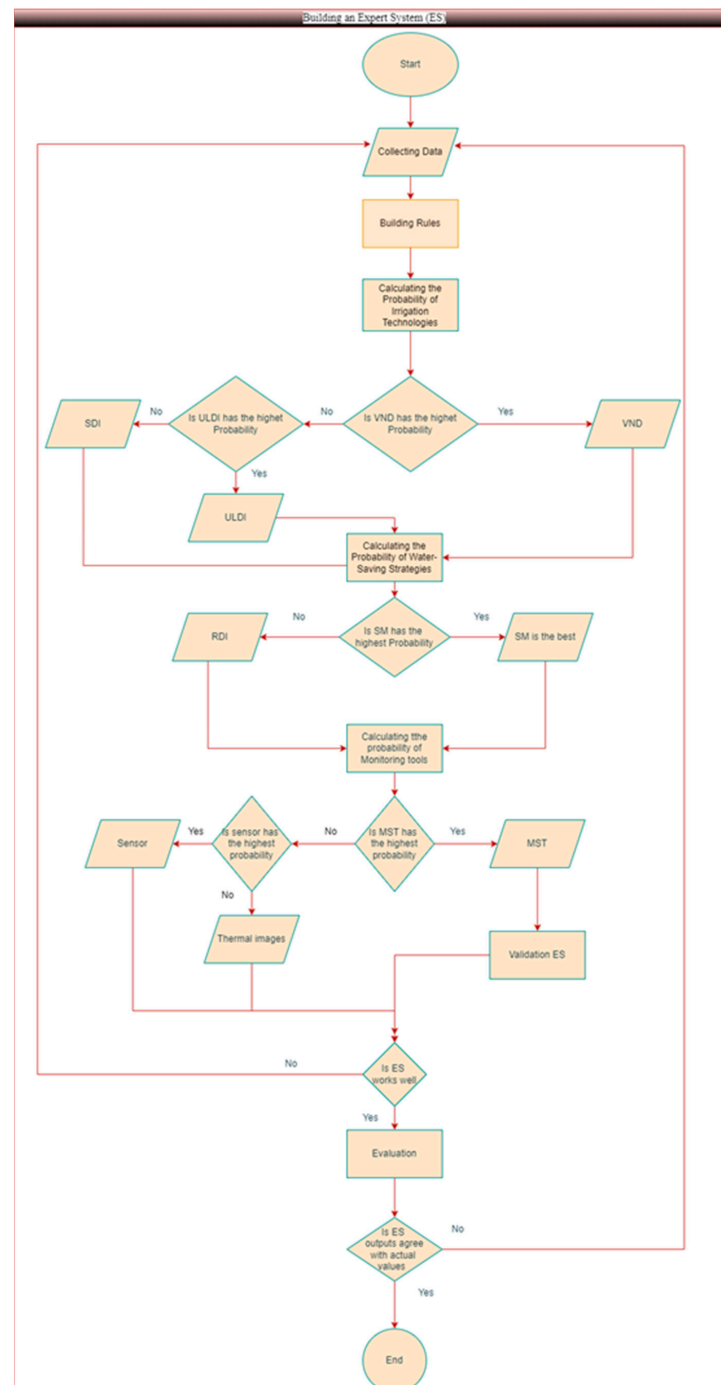 Building an Expert System (ES)
Start
Collecting Data
Building Rules
Calculating the
Probability of
Irrigation
Technologies
No
No
Yes
SDI
Is ULDI has the highet
Probability
Is VND has the highet
Probability
VND
Yes
ULDI
Calculating the
Probability of Water-
Saving Strategies
No
Yes
RDI
Is SM has the
highest Probability
SM is the best
Calculating tthe
probability of
Monitoring tools
Yes
No
Yes
Sensor
Is sensor has
the highest
probability
Is MST has
the highest
probability
MST
No
Thermal images
Validation ES
No
Is ES
works well
Yes
Evaluation
No
Is ES
outputs agree
with actual
values
Yes
End